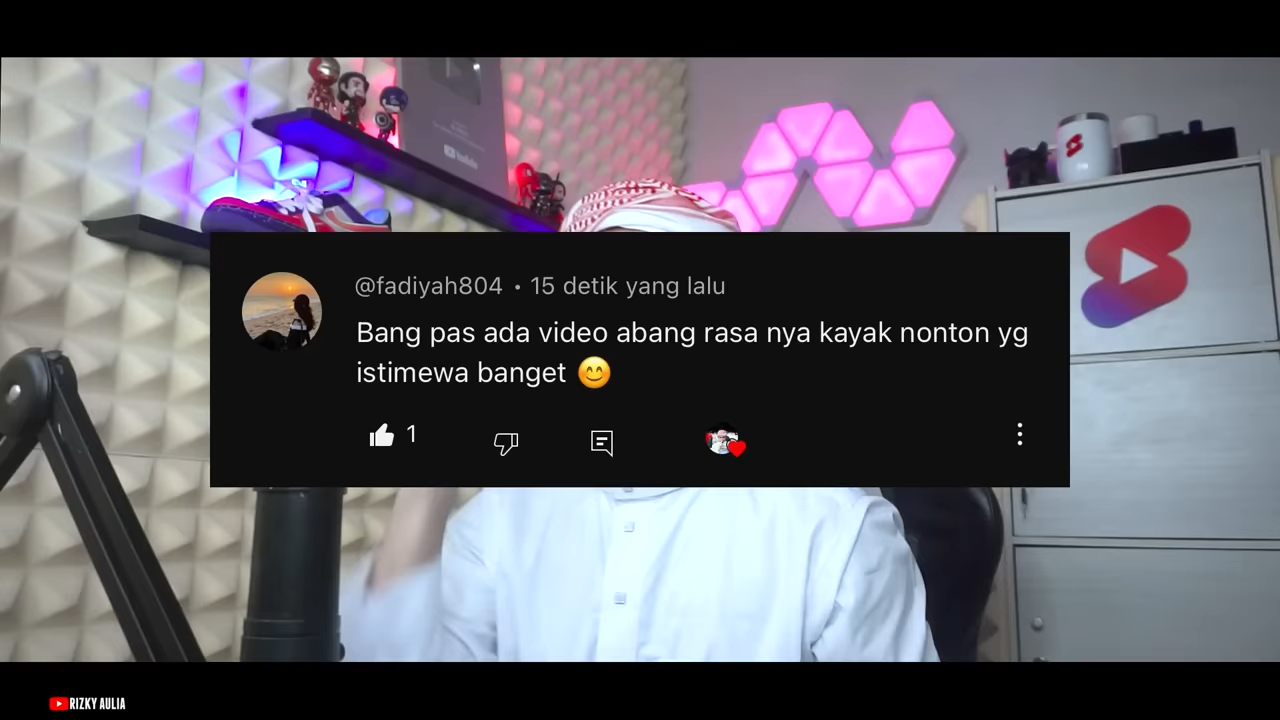 YouTube
@fadiyah804 • 15 detik yang lalu
Bang pas ada video abang rasa nya kayak nonton yg
istimewa banget 😊
1
RIZKY AULIA